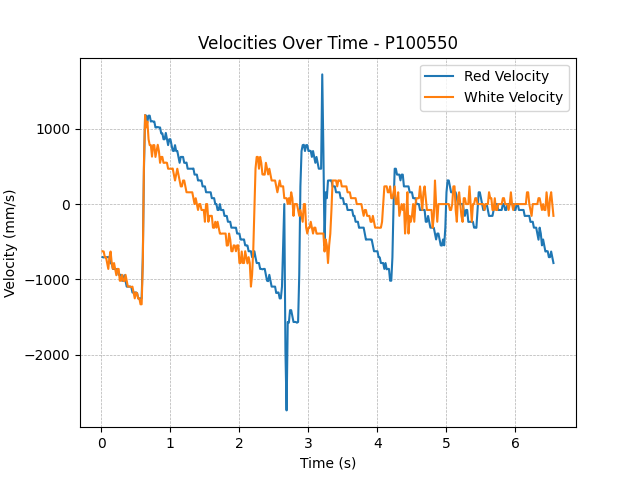 Velocities Over Time - P100550
Red Velocity
White Velocity
Velocity (mm/s)
1000
0
−1000
−2000
0 1 2 3 4 5 6
Time (s)